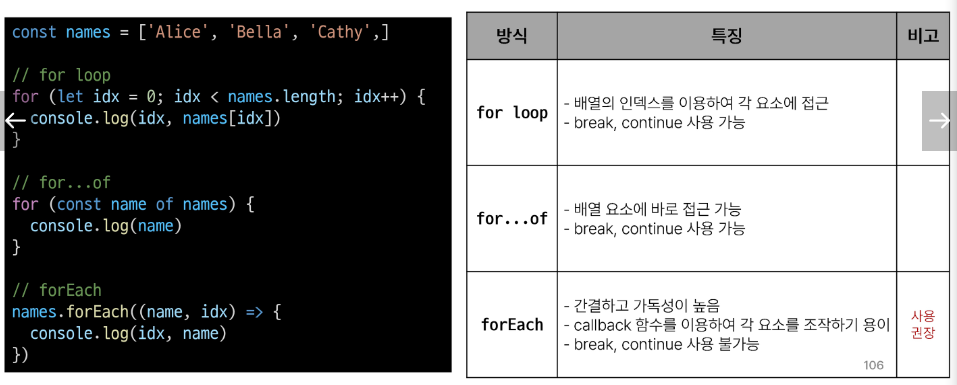 const names = ['Alice', 'Bella', 'Cathy',]
// for loop
for (let idx = 0; idx < names.length; idx++) {
  console.log(idx, names[idx])
}
// for...of
for (const name of names) {
  console.log(name)
}
// forEach
names.forEach((name, idx) => {
  console.log(idx, name)
})
방식 특징 비고
for loop
- 배열의 인덱스를 이용하여 각 요소에 접근
- break, continue 사용 가능
for...of
- 배열 요소에 바로 접근 가능
- break, continue 사용 가능
forEach
- 간결하고 가독성이 높음
- callback 함수를 이용하여 각 요소를 조작하기 용이
- break, continue 사용 불가능
사용
권장
106